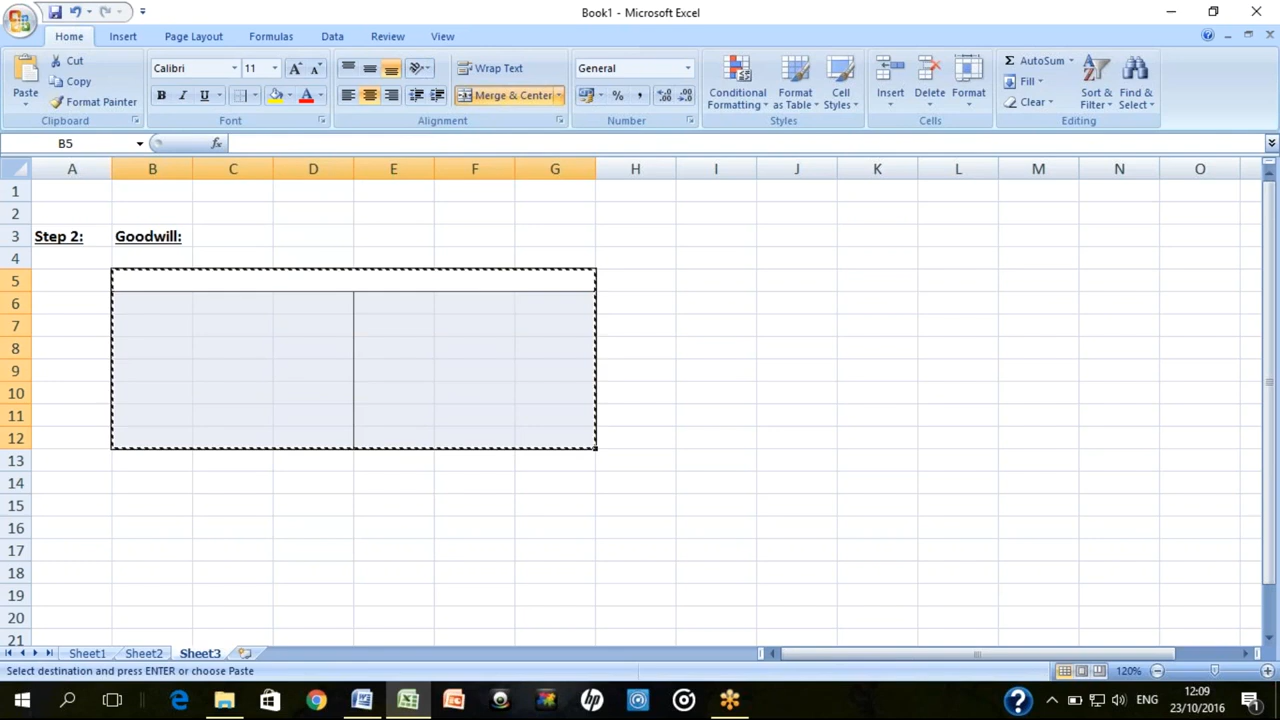 Book1 - Microsoft Excel
Home Insert Page Layout Formulas Data Review View
Paste
Cut
Copy
Format Painter
Clipboard
Calibri 11
B I U
Font
Wrap Text
Merge & Center
Alignment
General
%
Number
Conditional Formatting
Format as Table
Cell Styles
Styles
Insert Delete Format
Cells
AutoSum
Fill
Clear
Sort & Filter
Find & Select
Editing
B5 fx
A B C D E F G H I J K L M N O
1
2
3 Step 2: Goodwill:
4
5
6
7
8
9
10
11
12
13
14
15
16
17
18
19
20
21
Sheet1 Sheet2 Sheet3
Select destination and press ENTER or choose Paste 120%
ENG 12:09
23/10/2016